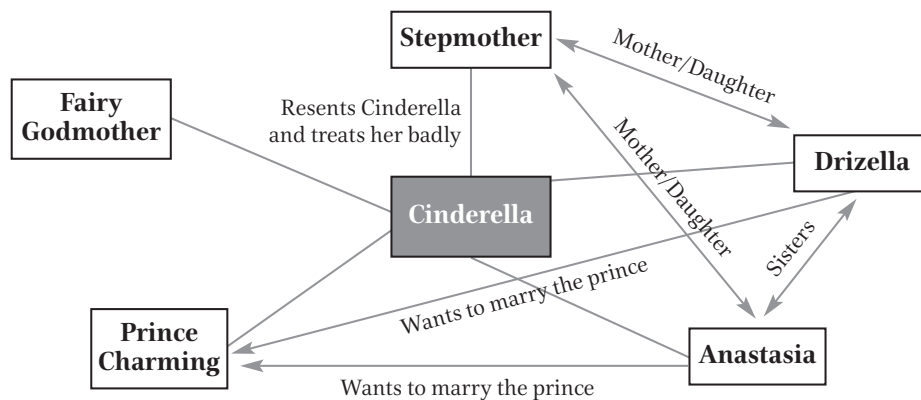 Stepmother
Mother/Daughter
Fairy
Godmother
Resents Cinderella
and treats her badly
Mother/Daughter
Drizella
Cinderella
Sisters
Wants to marry the prince
Prince
Charming
Anastasia
Wants to marry the prince